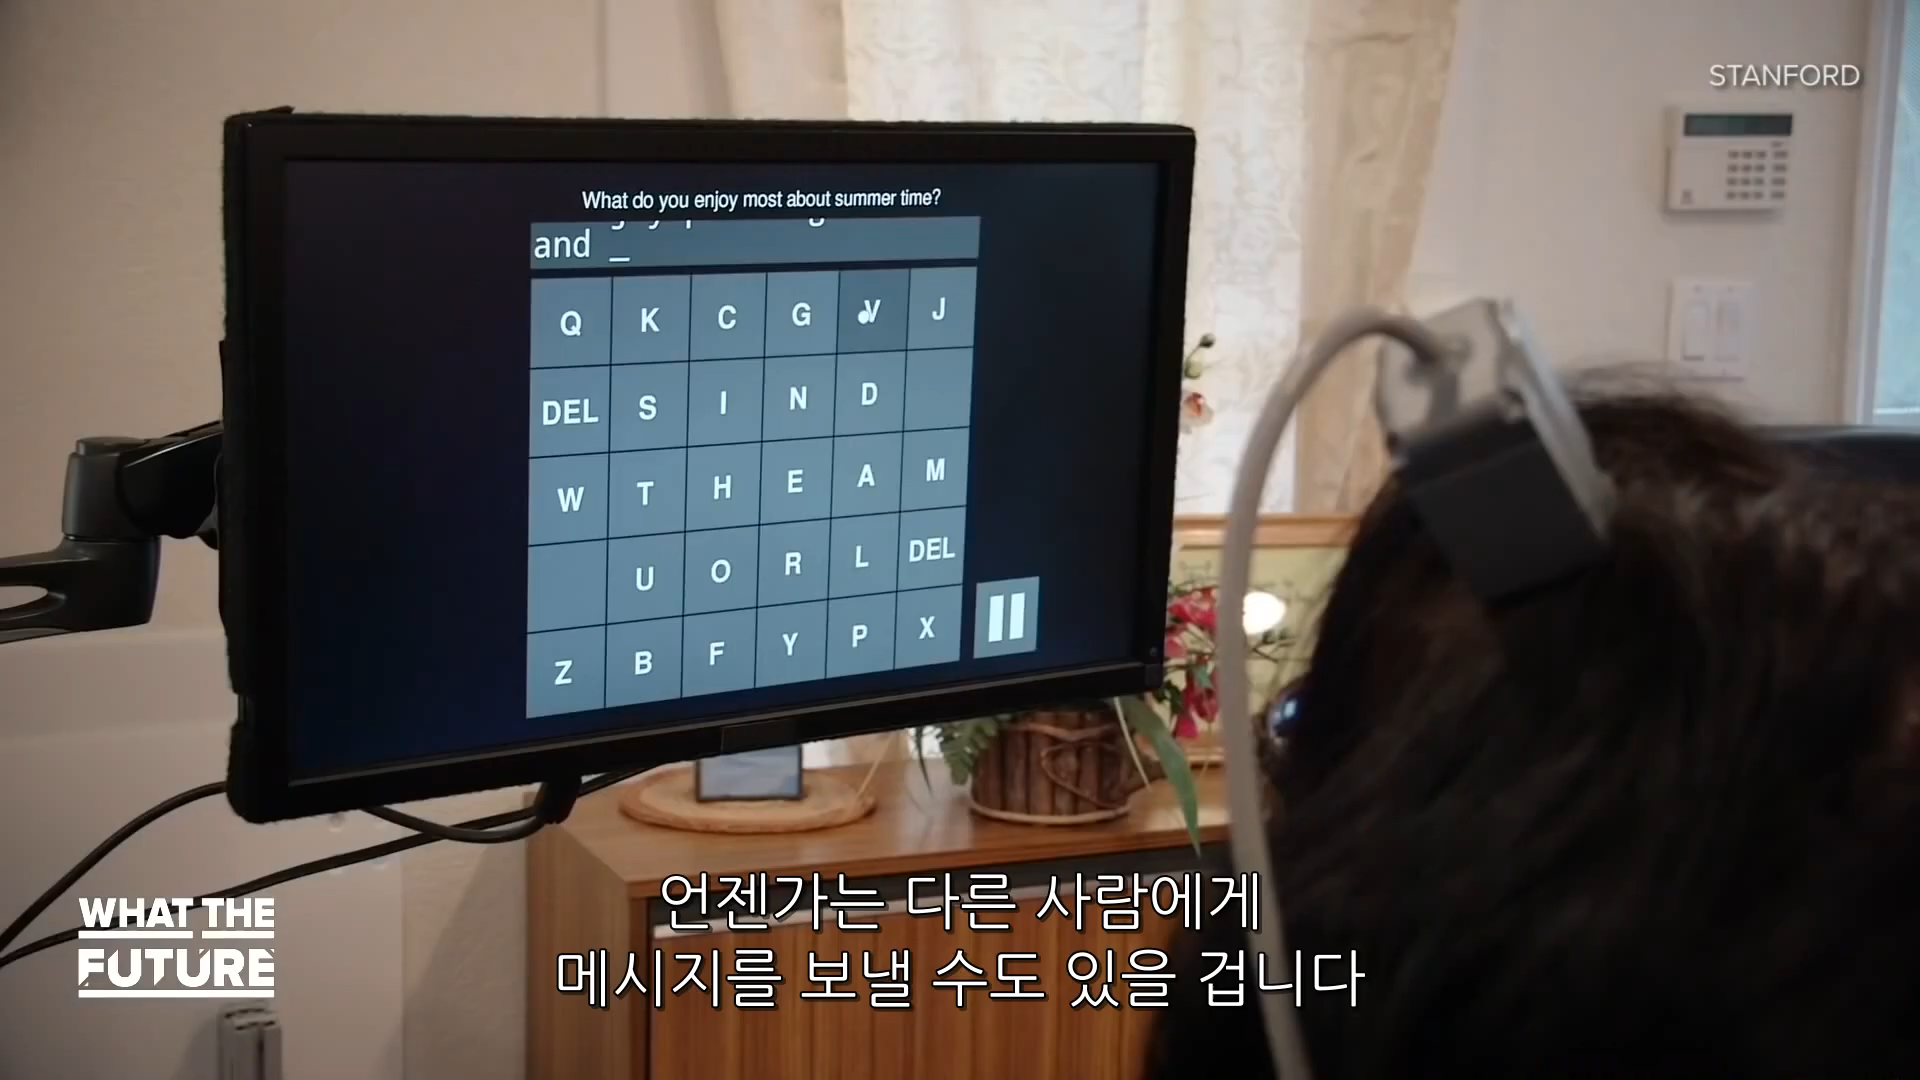 STANFORD
What do you enjoy most about summer time?
and _
Q K C G V J
DEL S I N D
W T H E A M
U O R L DEL
Z B F Y P X
언젠가는 다른 사람에게
메시지를 보낼 수도 있을 겁니다
WHAT THE
FUTURE